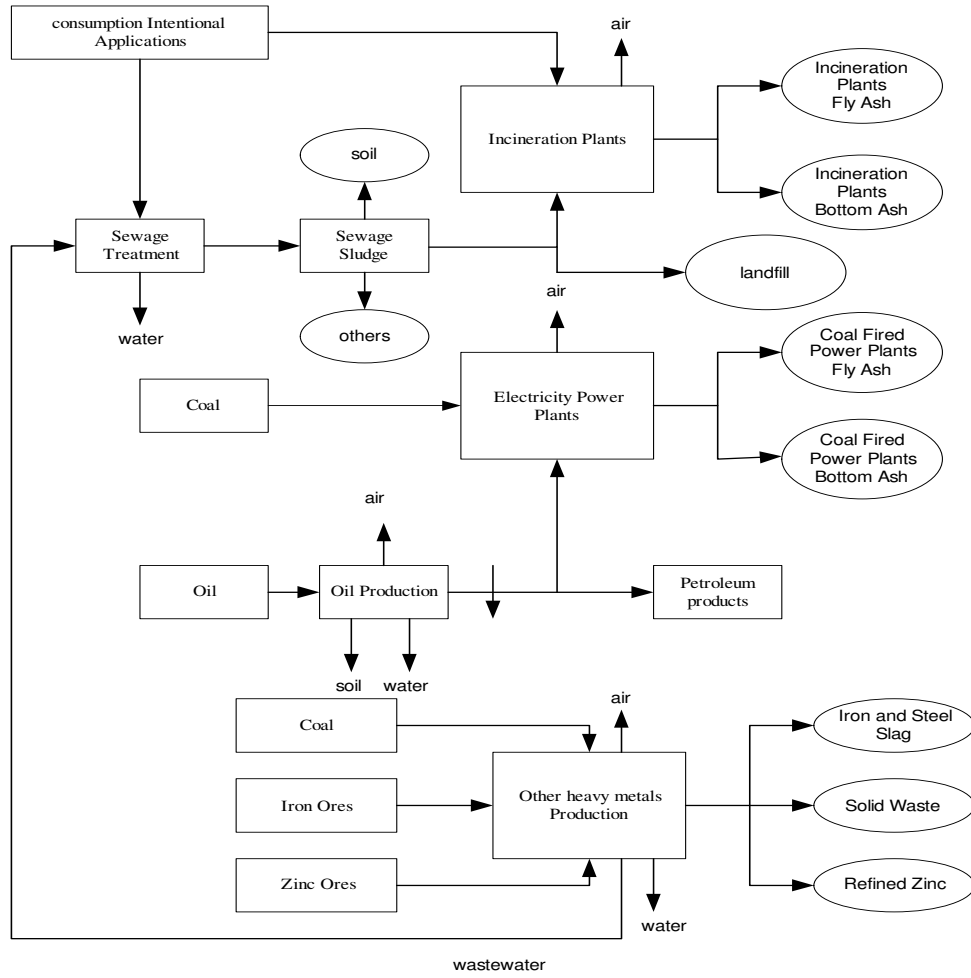 consumption Intentional
Applications
air
Incineration
Plants
Fly Ash
Incineration Plants
soil
Incineration
Plants
Bottom Ash
Sewage
Treatment
Sewage
Sludge
landfill
air
water
others
Coal Fired
Power Plants
Fly Ash
Coal
Electricity Power
Plants
Coal Fired
Power Plants
Bottom Ash
air
Oil
Oil Production
Petroleum
products
soil
water
air
Coal
Iron and Steel
Slag
Iron Ores
Other heavy metals
Production
Solid Waste
Zinc Ores
Refined Zinc
water
wastewater